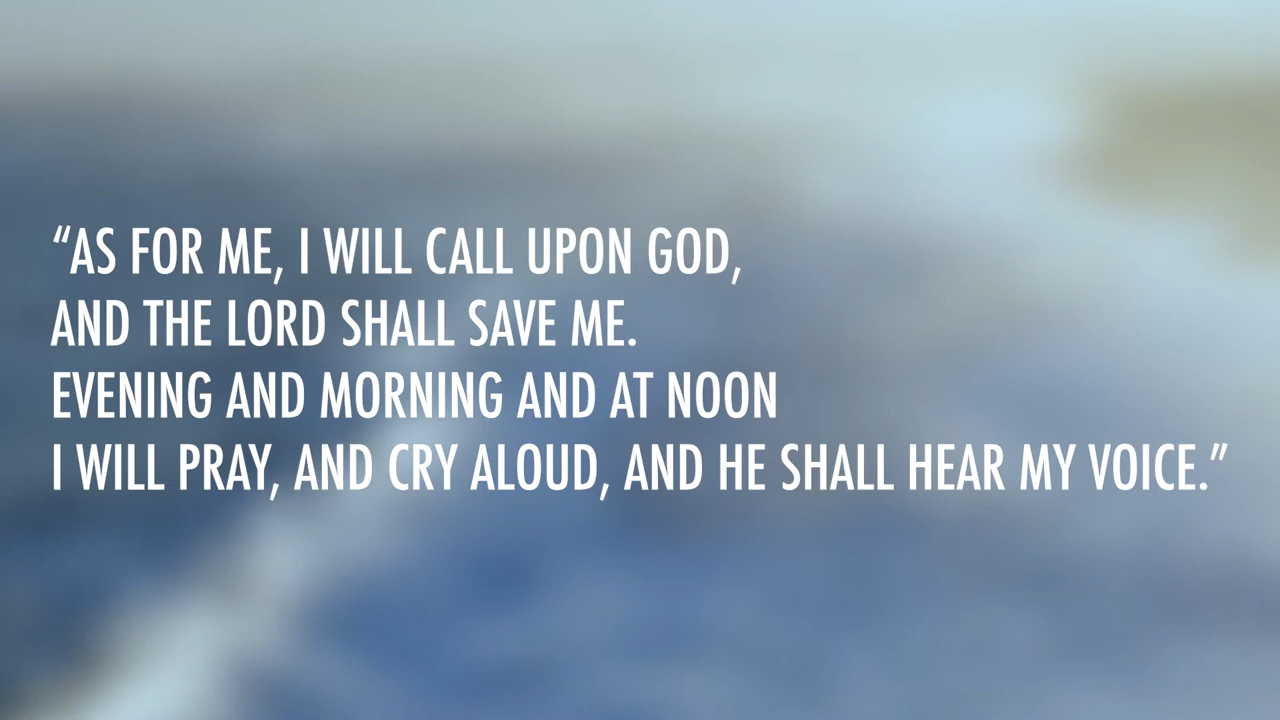 “AS FOR ME, I WILL CALL UPON GOD,
AND THE LORD SHALL SAVE ME.
EVENING AND MORNING AND AT NOON
I WILL PRAY, AND CRY ALOUD, AND HE SHALL HEAR MY VOICE.”